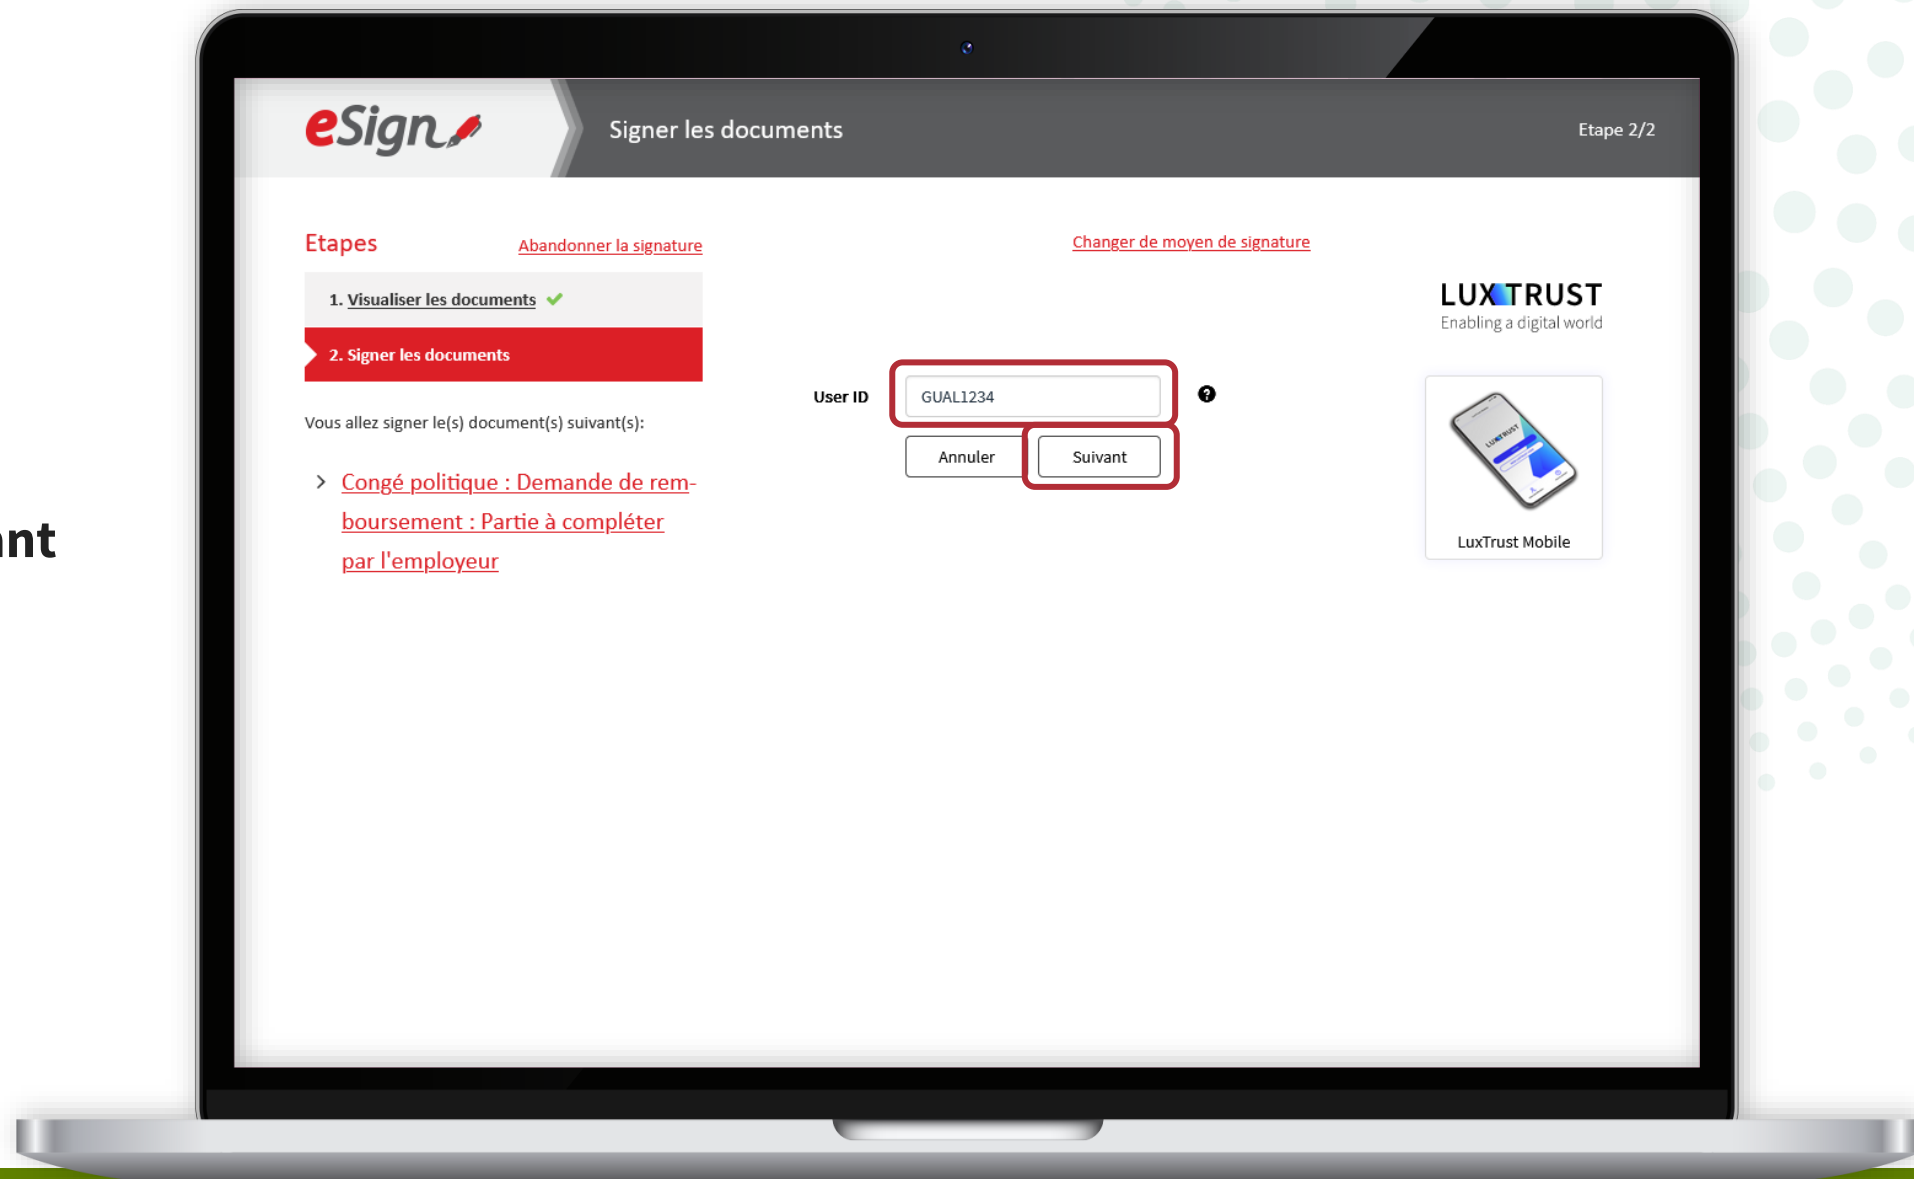 eSign
Signer les documents
Etape 2/2
Etapes
Abandonner la signature
1. Visualiser les documents
2. Signer les documents
Vous allez signer le(s) document(s) suivant(s):
Congé politique : Demande de rem-
boursement : Partie à compléter
par l'employeur
Changer de moyen de signature
User ID
GUAL1234
?
Annuler
Suivant
LUXTRUST
Enabling a digital world
LUXTRUST
LuxTrust Mobile